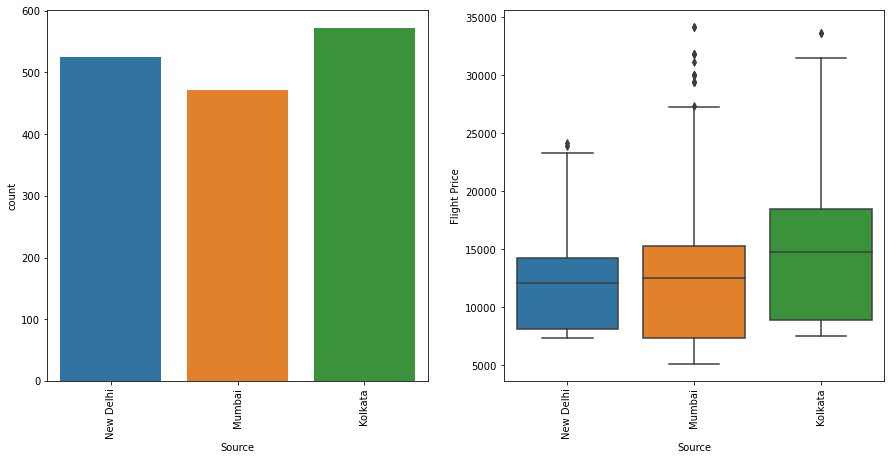 600
500
400
300
200
100
0
count
New Delhi
Mumbai
Kolkata
Source
35000
30000
25000
20000
15000
10000
5000
Flight Price
New Delhi
Mumbai
Kolkata
Source